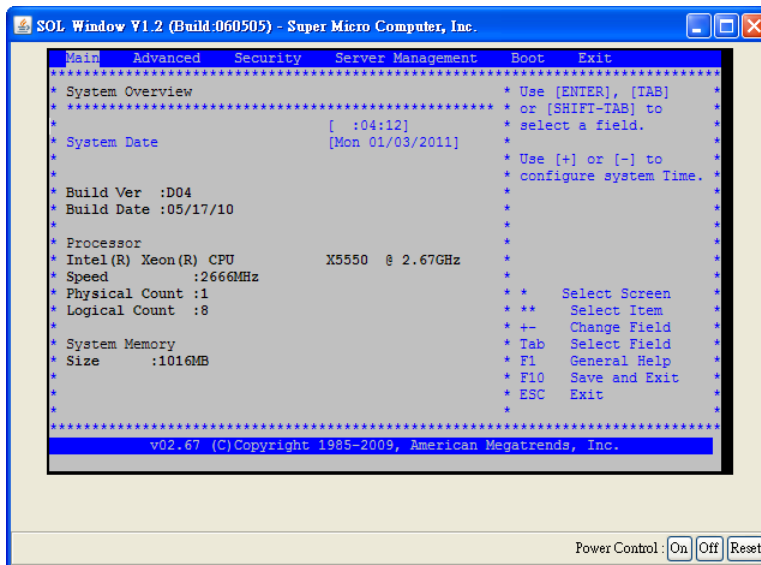 SOL Window V1.2 (Build:060505) - Super Micro Computer, Inc.
Main Advanced Security Server Management Boot Exit
********************************************************************************
* System Overview * Use [ENTER], [TAB] *
* *************************************************** * or [SHIFT-TAB] to *
* [ :04:12] * select a field. *
* System Date [Mon 01/03/2011] * *
* * Use [+] or [-] to *
* * configure system Time. *
* Build Ver :D04 * *
* Build Date :05/17/10 * *
* * *
* Processor * *
* Intel(R) Xeon(R) CPU X5550 @ 2.67GHz * *
* Speed :2666MHz * *
* Physical Count :1 * * Select Screen *
* Logical Count :8 * ** Select Item *
* * +- Change Field *
* System Memory * Tab Select Field *
* Size :1016MB * F1 General Help *
* * F10 Save and Exit *
* * ESC Exit *
* * *
********************************************************************************
v02.67 (C)Copyright 1985-2009, American Megatrends, Inc.
Power Control : On Off Reset